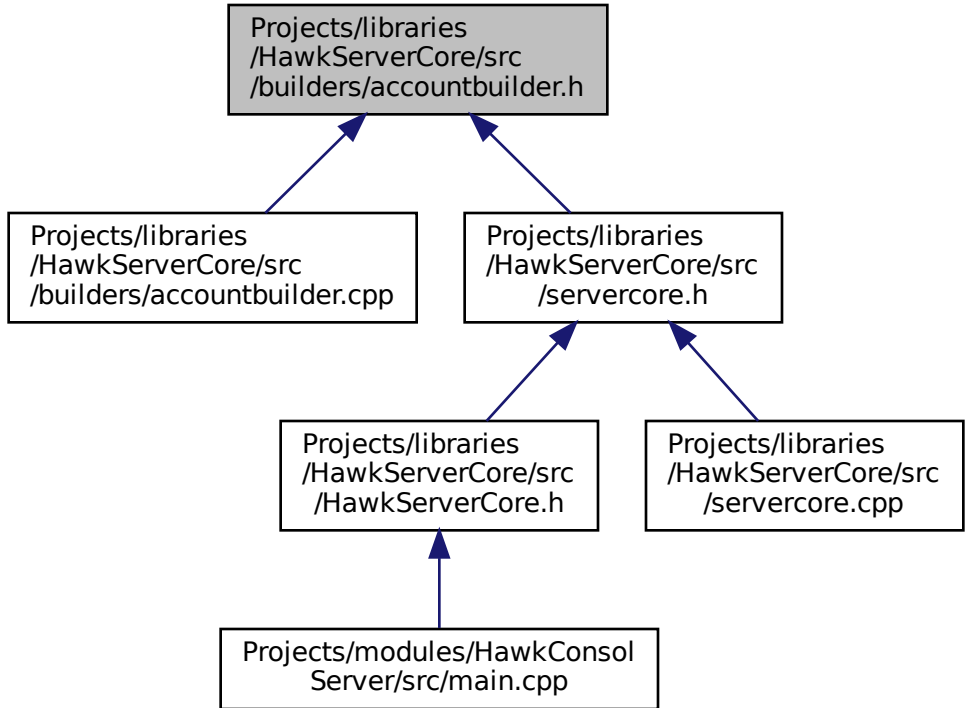 Projects/libraries
/HawkServerCore/src
/builders/accountbuilder.h
Projects/libraries
/HawkServerCore/src
/builders/accountbuilder.cpp
Projects/libraries
/HawkServerCore/src
/servercore.h
Projects/libraries
/HawkServerCore/src
/HawkServerCore.h
Projects/libraries
/HawkServerCore/src
/servercore.cpp
Projects/modules/HawkConsol
Server/src/main.cpp